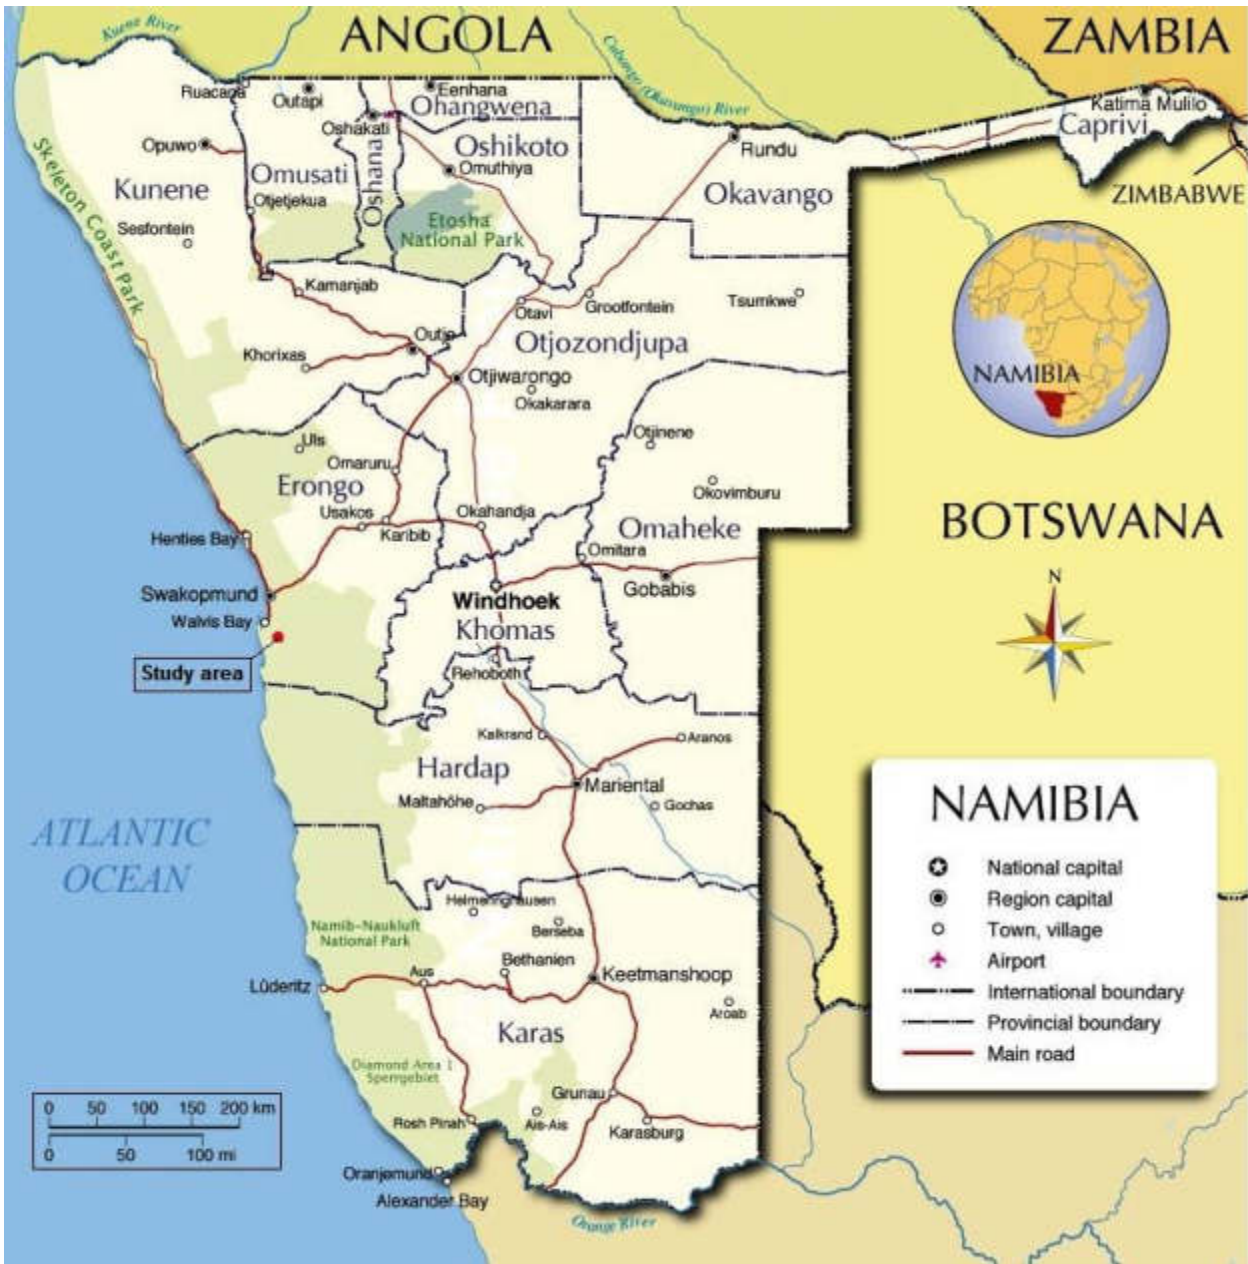 Kuene River
ANGOLA
Cubango (Okavango) River
ZAMBIA
Ruacana
Outapi
Eenhana
Ohangwena
Katima Mulilo
Caprivi
Oshakati
Opuwo
Oshana
Oshikoto
Omuthiya
Rundu
Skeleton Coast Park
Kunene
Omusati
Otjetjekua
Okavango
ZIMBABWE
Sesfontein
Etosha
National Park
Kamanjab
Otavi
Grootfontein
Tsumkwe
Khorixas
Outjo
Otjozondjupa
NAMIBIA
Otjiwarongo
Okakarara
Uls
Otjinene
Omaruru
Erongo
Okovimburu
Usakos
Okahandja
Karibib
Omaheke
BOTSWANA
Henties Bay
Omitara
Gobabis
N
Swakopmund
Windhoek
Khomas
Walvis Bay
Study area
Rehoboth
Kalkrand
Aranos
Hardap
Mariental
Maltahöhe
Gochas
ATLANTIC
OCEAN
NAMIBIA
National capital
Region capital
Town, village
Airport
International boundary
Provincial boundary
Main road
Helmeringhausen
Berseba
Namib-Naukluft
National Park
Bethanien
Aus
Keetmanshoop
Lüderitz
Aroab
Karas
Diamond Area 1
Sperrgebiet
Grunau
Rosh Pinah
Ais-Ais
Karasburg
0 50 100 150 200 km
0 50 100 mi
Oranjemund
Alexander Bay
Orange River